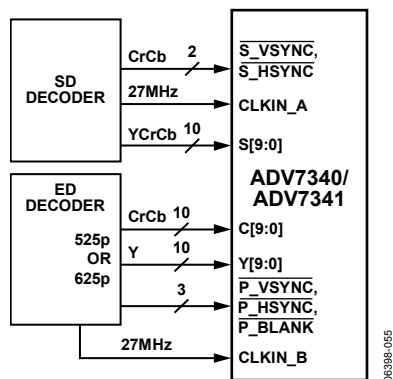 SD
DECODER
CrCb 2
27MHz
YCrCb 10
S_VSYNC,
S_HSYNC
CLKIN_A
S[9:0]
ADV7340/
ADV7341
ED
DECODER
525p
OR
625p
CrCb 10
Y 10
3
27MHz
C[9:0]
Y[9:0]
P_VSYNC,
P_HSYNC,
P_BLANK
CLKIN_B
06398-055